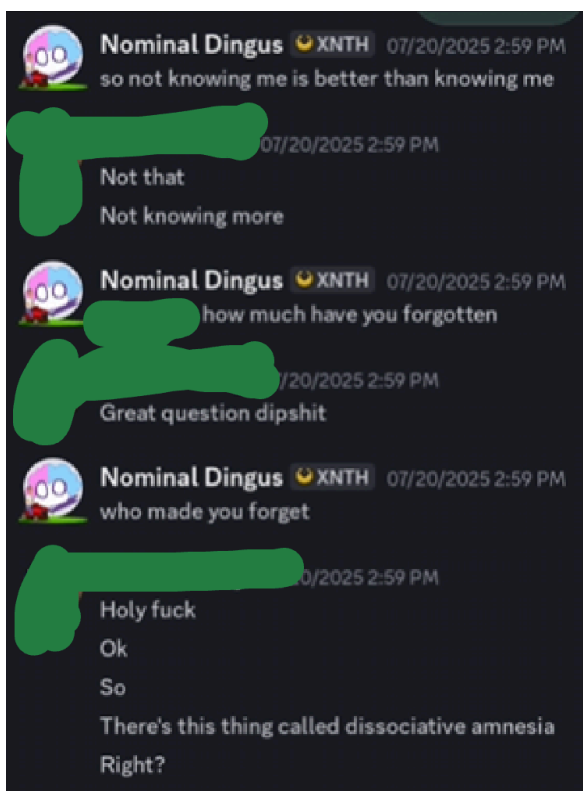 Nominal Dingus XNTH 07/20/2025 2:59 PM
so not knowing me is better than knowing me
07/20/2025 2:59 PM
Not that
Not knowing more
Nominal Dingus XNTH 07/20/2025 2:59 PM
how much have you forgotten
/20/2025 2:59 PM
Great question dipshit
Nominal Dingus XNTH 07/20/2025 2:59 PM
who made you forget
0/2025 2:59 PM
Holy fuck
Ok
So
There's this thing called dissociative amnesia
Right?